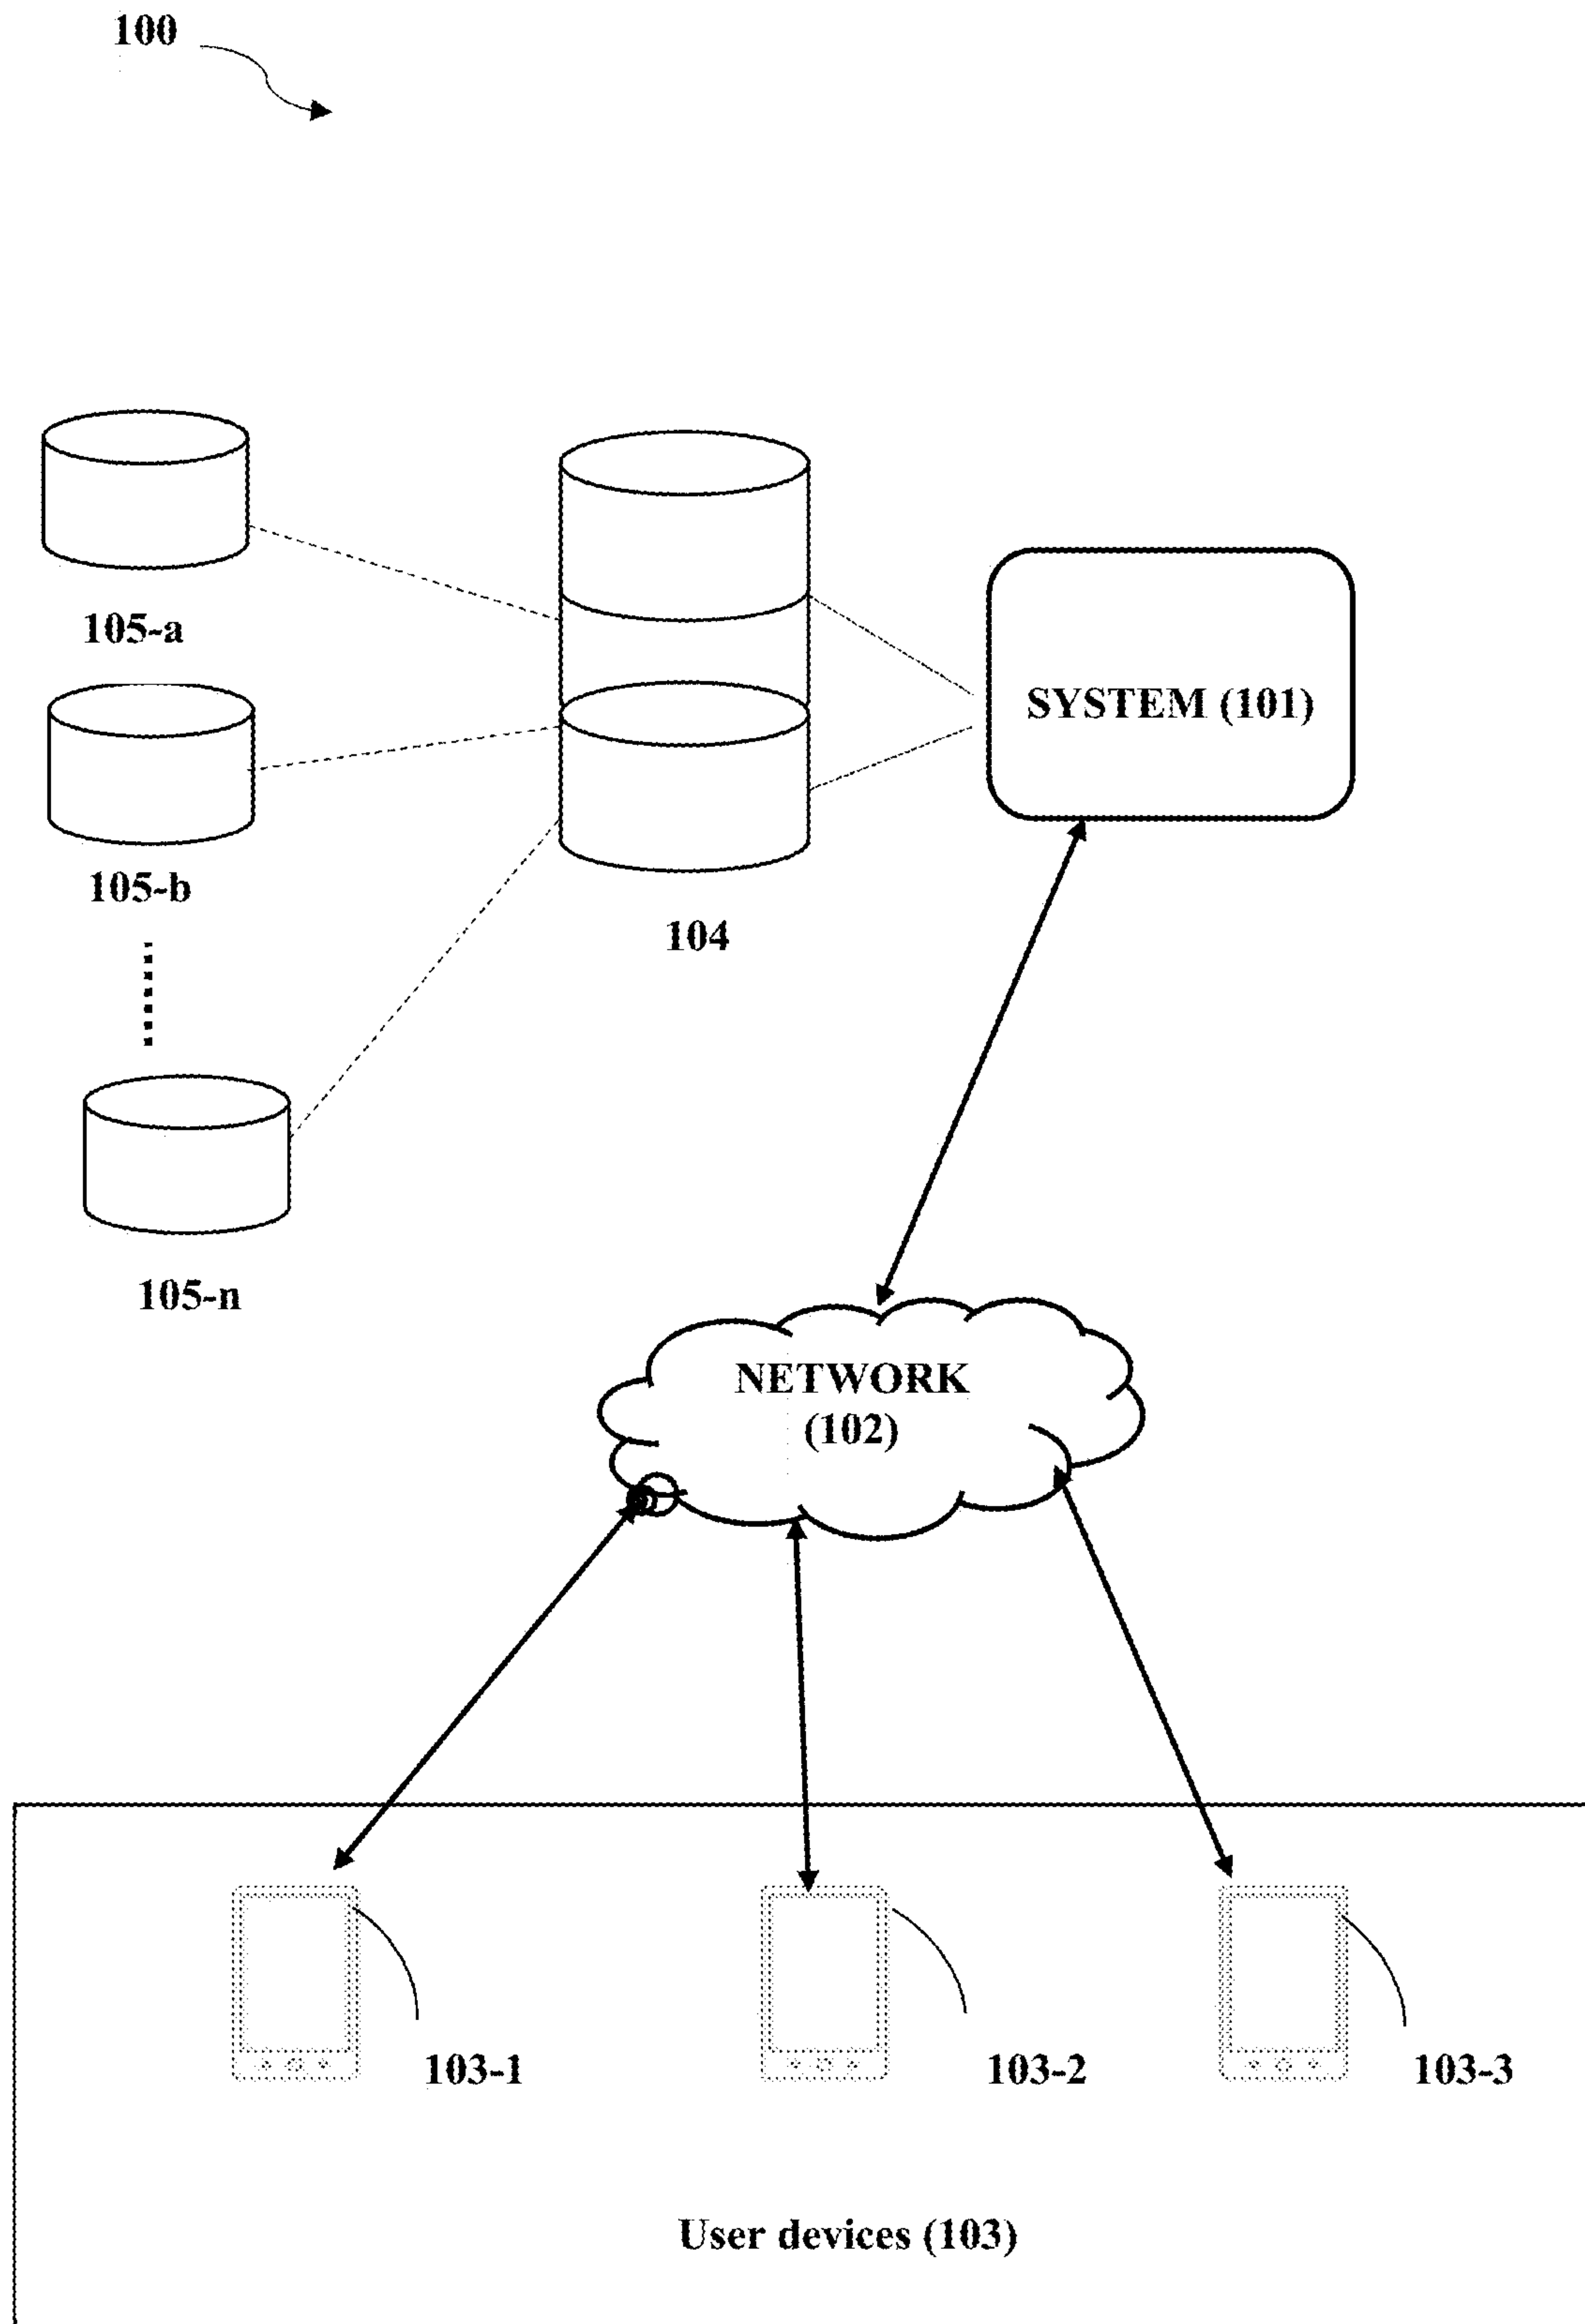 100
105-a
SYSTEM (101)
105-b
104
105-n
NETWORK
(102)
103-1
103-2
103-3
User devices (103)